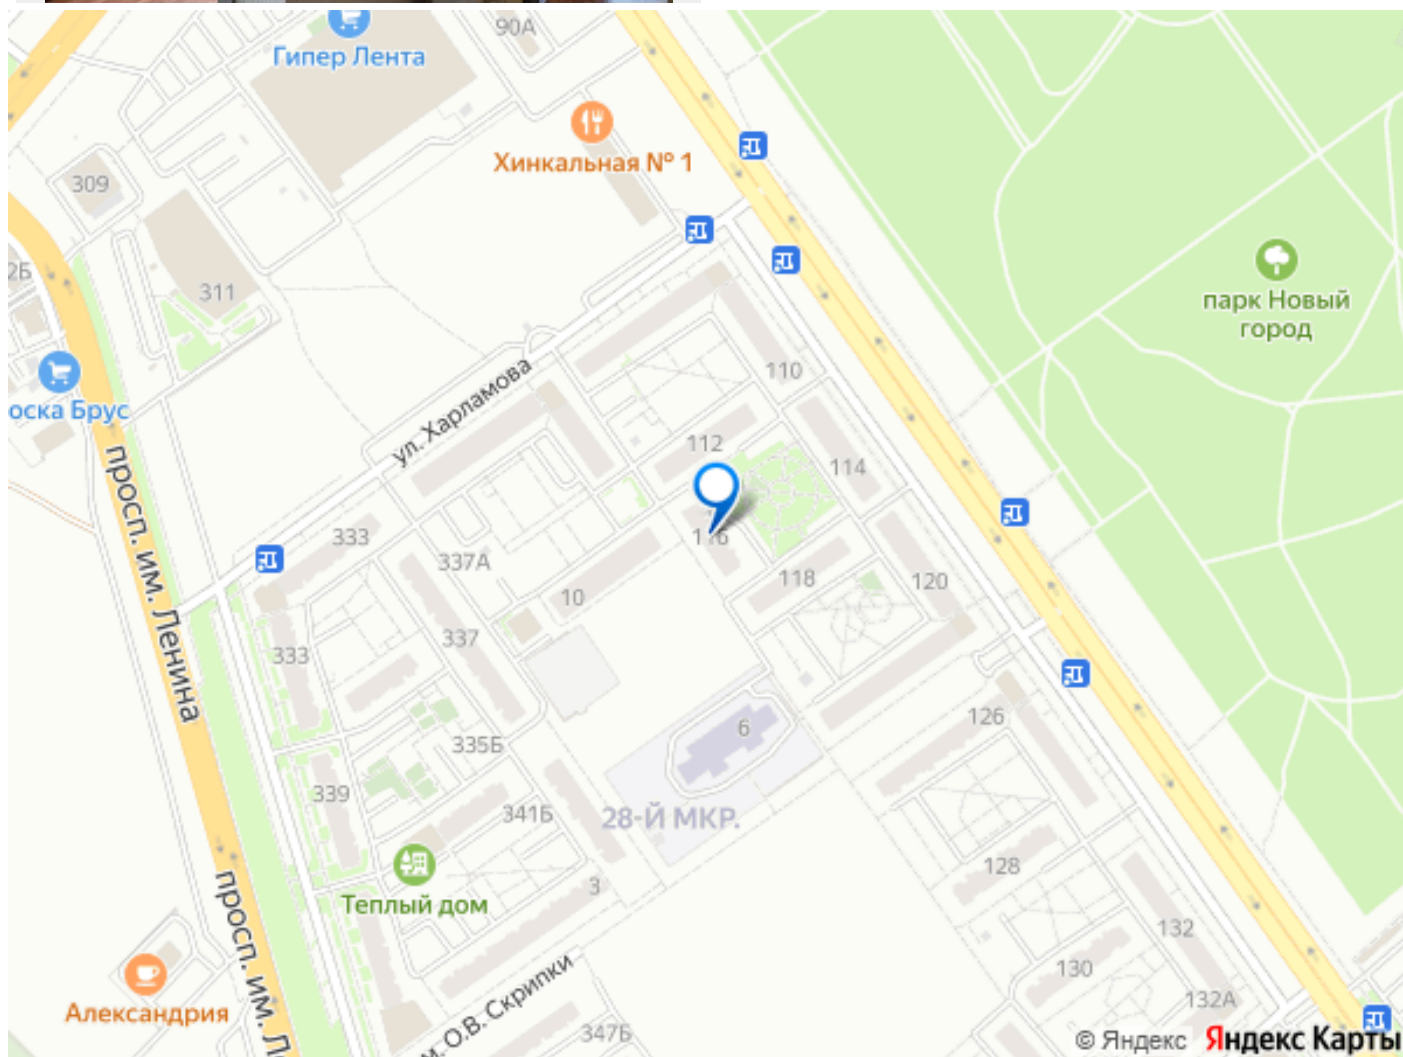 90А
Гипер Лента
Хинкальная № 1
309
2Б
311
парк Новый
город
110
оска Брус
ул. Харламова
112
114
просп. им. Ленина
333
116
337А
118
120
10
337
333
6
126
335Б
339
341Б
28-Й МКР.
128
3
Теплый дом
просп. им. Л
132
130
Александрия
132А
м. О.В. Скрипки
347Б
© Яндекс Яндекс Карты